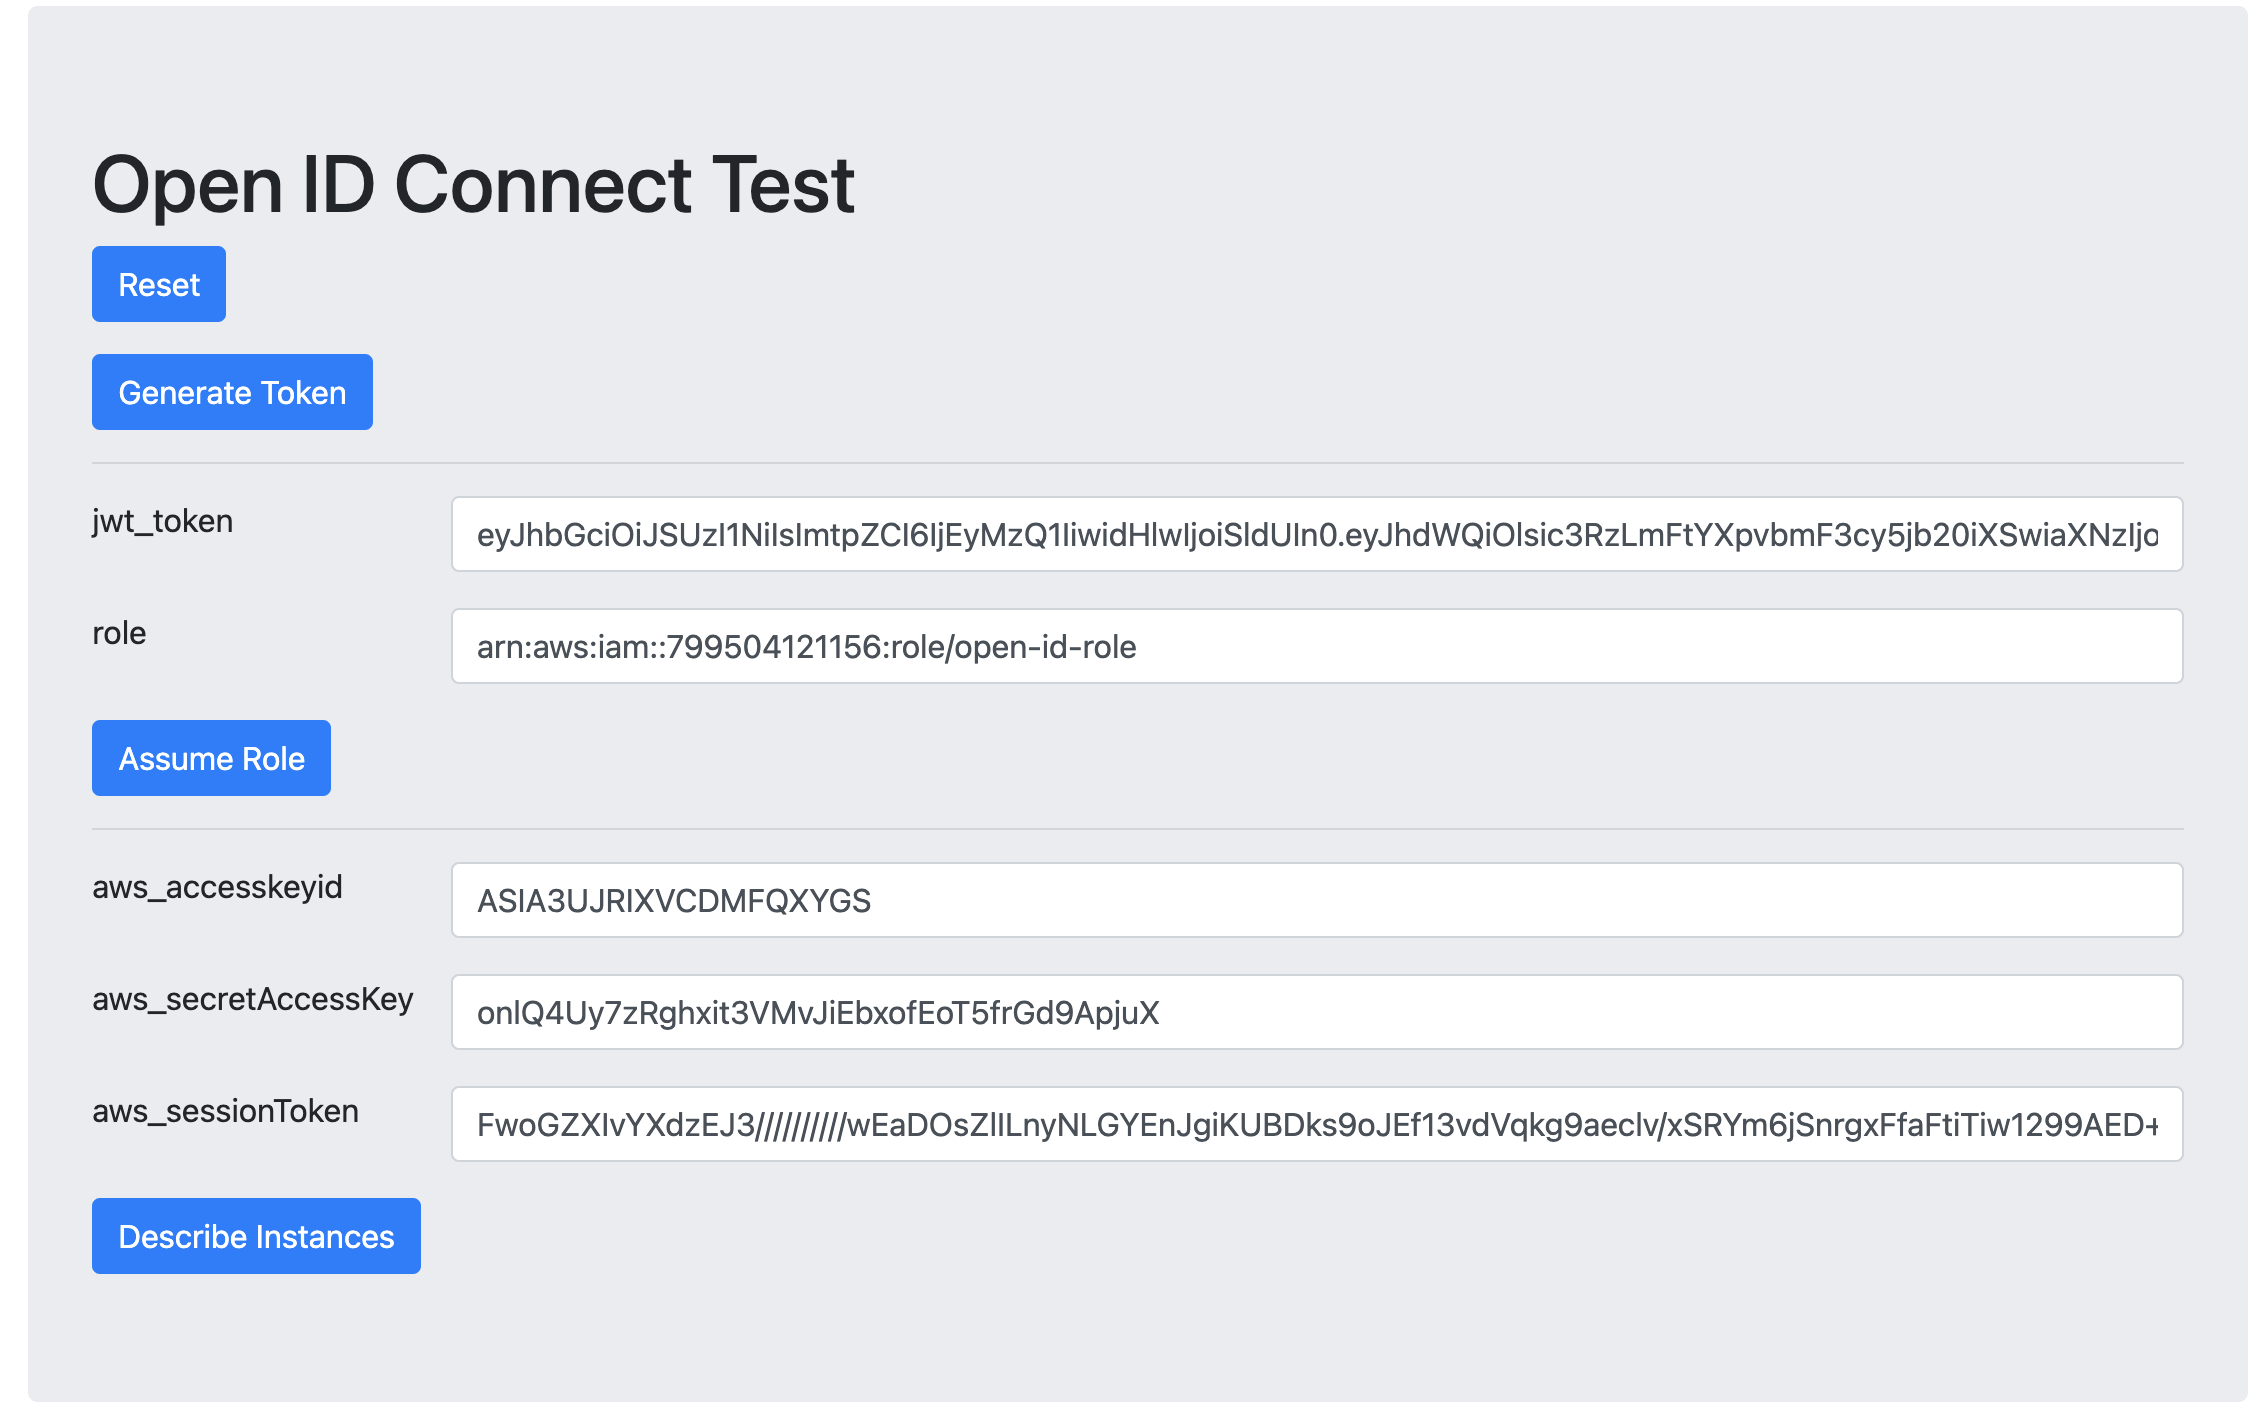 Open ID Connect Test
Reset
Generate Token
jwt_token
eyJhbGciOiJSUzI1NiIsImtpZCI6IjEyMzQ1IiwidHlwIjoiSldUIn0.eyJhdWQiOlsic3RzLmFtYXpvbmF3cy5jb20iXSwiaXNzIjo
role
arn:aws:iam::799504121156:role/open-id-role
Assume Role
aws_accesskeyid
ASIA3UJRIXVCDMFQXYGS
aws_secretAccessKey
onlQ4Uy7zRghxit3VMvJiEbxofEoT5frGd9ApjuX
aws_sessionToken
FwoGZXIvYXdzEJ3//////////wEaDOsZlILnyNLGYEnJgiKUBDks9oJEf13vdVqkg9aeclv/xSRYm6jSnrgxFfaFtiTiw1299AED+
Describe Instances